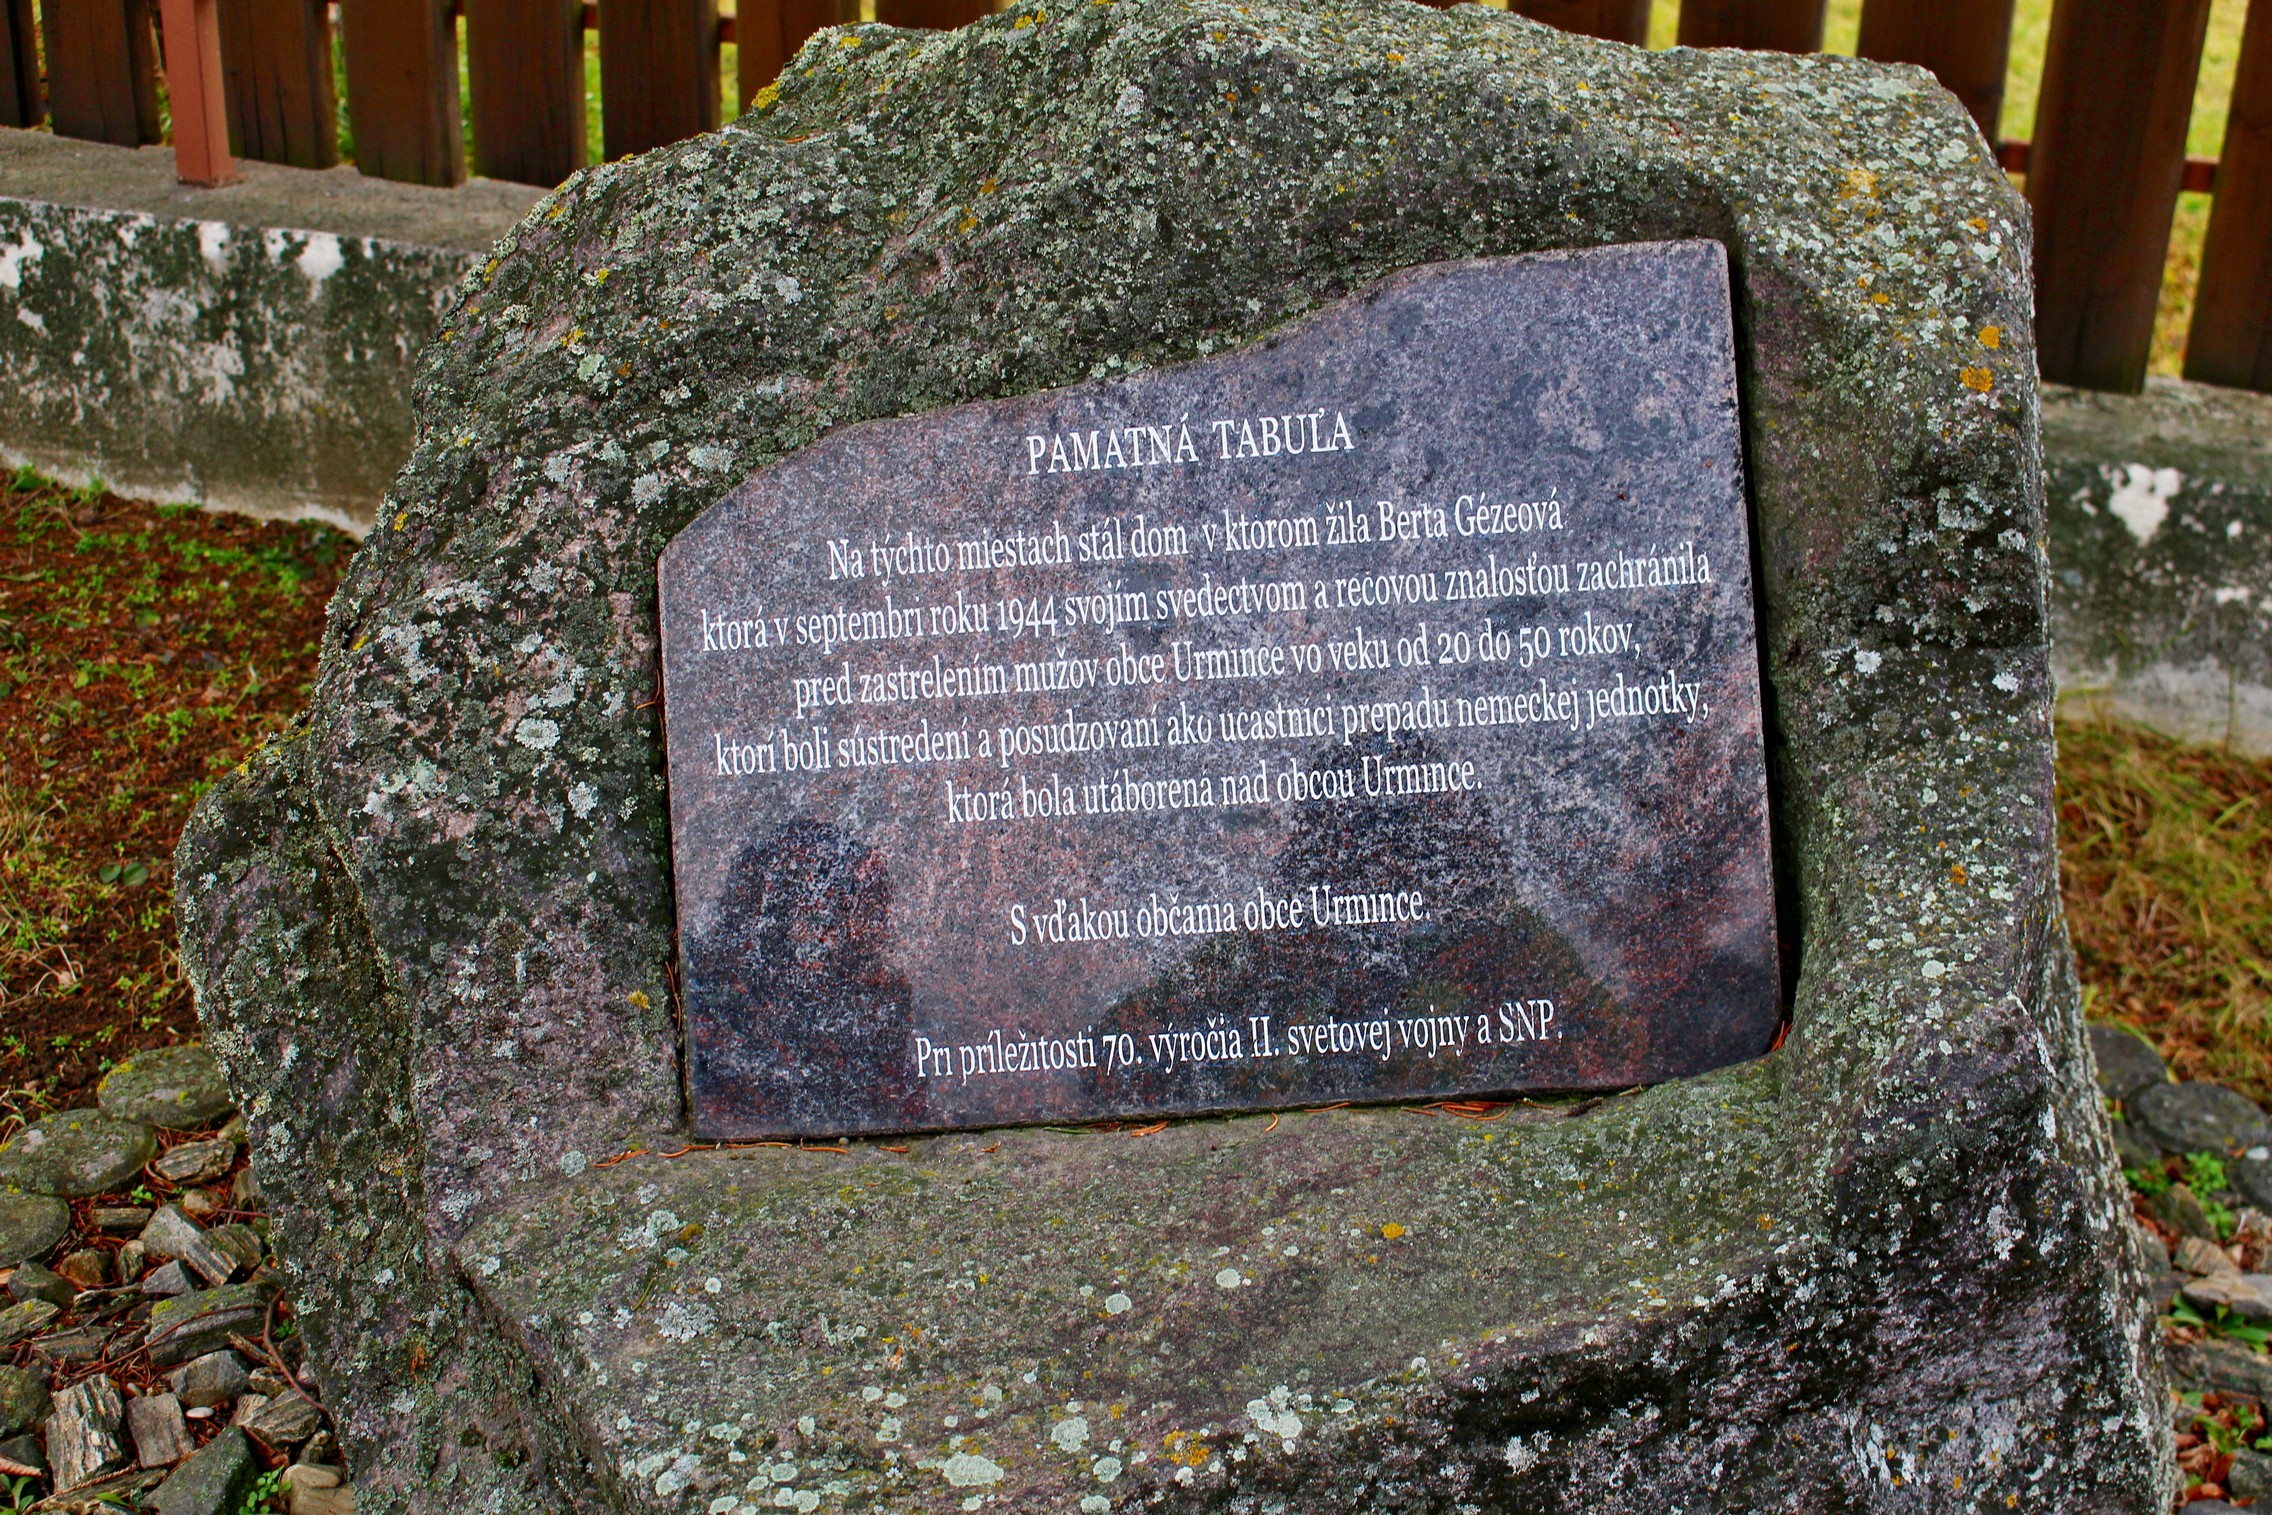 PAMATNÁ TABUĽA
Na týchto miestach stál dom v ktorom žila Berta Gézeová
ktorá v septembri roku 1944 svojím svedectvom a rečovou znalosťou zachránila
pred zastrelením mužov obce Urmince vo veku od 20 do 50 rokov,
ktorí boli sústredení a posudzovaní ako ucastníci prepadu nemeckej jednotky,
ktorá bola utáborená nad obcou Urmince.
S vďakou občania obce Urmince.
Pri príležitosti 70. výročia II. svetovej vojny a SNP.